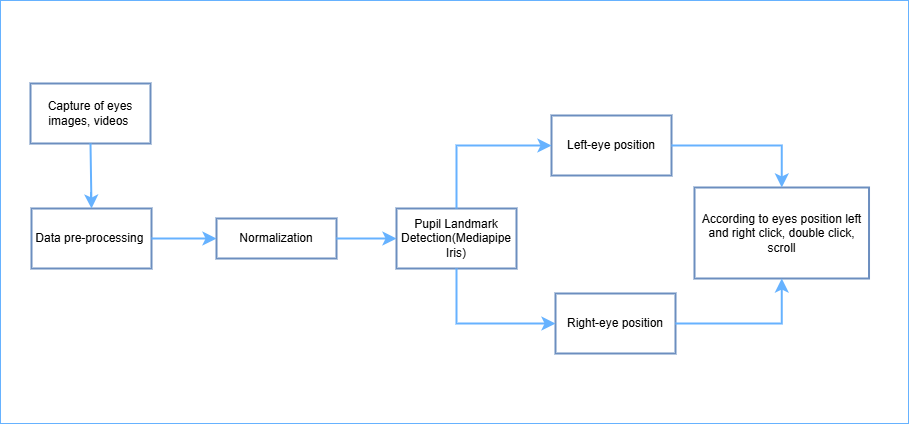 Capture of eyes
images, videos
Data pre-processing
Normalization
Pupil Landmark
Detection(Mediapipe
Iris)
Left-eye position
Right-eye position
According to eyes position left
and right click, double click,
scroll